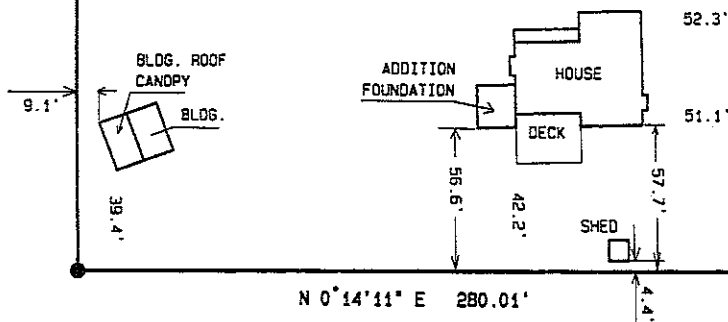 52.3'
BLDG. ROOF
CANOPY
ADDITION
FOUNDATION
HOUSE
9.1'
BLDG.
51.1'
DECK
56.6'
57.7'
39.4'
42.2'
SHED
N 0°14'11" E 280.01'
4.4'